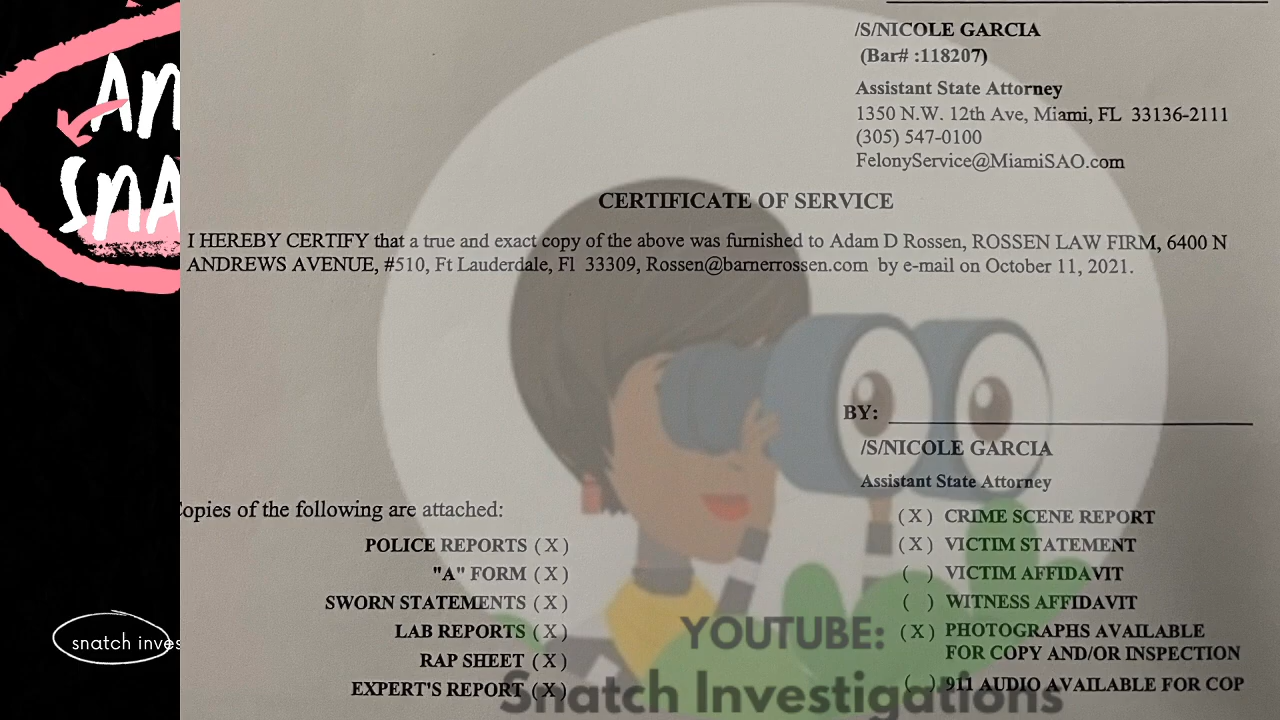 An
SnA
snatch inves
/S/NICOLE GARCIA
(Bar# :118207)
Assistant State Attorney
1350 N.W. 12th Ave, Miami, FL 33136-2111
(305) 547-0100
FelonyService@MiamiSAO.com
CERTIFICATE OF SERVICE
I HEREBY CERTIFY that a true and exact copy of the above was furnished to Adam D Rossen, ROSSEN LAW FIRM, 6400 N
ANDREWS AVENUE, #510, Ft Lauderdale, Fl 33309, Rossen@barnerrossen.com by e-mail on October 11, 2021.
BY:
/S/NICOLE GARCIA
Assistant State Attorney
Copies of the following are attached:
POLICE REPORTS (X)
"A" FORM (X)
SWORN STATEMENTS (X)
LAB REPORTS (X)
RAP SHEET (X)
EXPERT'S REPORT (X)
(X) CRIME SCENE REPORT
(X) VICTIM STATEMENT
( ) VICTIM AFFIDAVIT
( ) WITNESS AFFIDAVIT
(X) PHOTOGRAPHS AVAILABLE
FOR COPY AND/OR INSPECTION
( ) 911 AUDIO AVAILABLE FOR COP
YOUTUBE:
Snatch Investigations